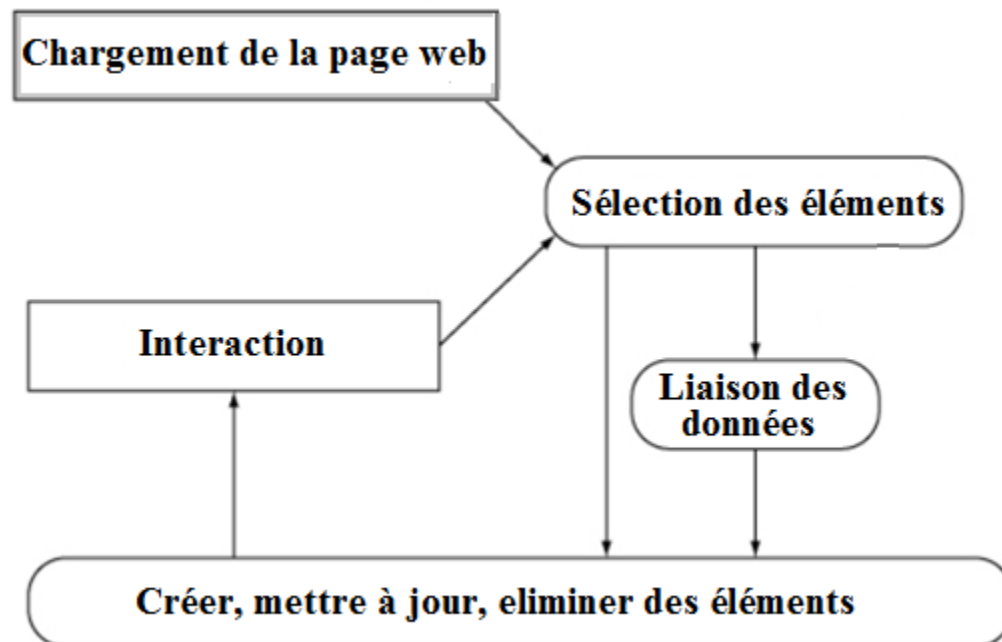 Chargement de la page web
Sélection des éléments
Interaction
Liaison des
données
Créer, mettre à jour, eliminer des éléments